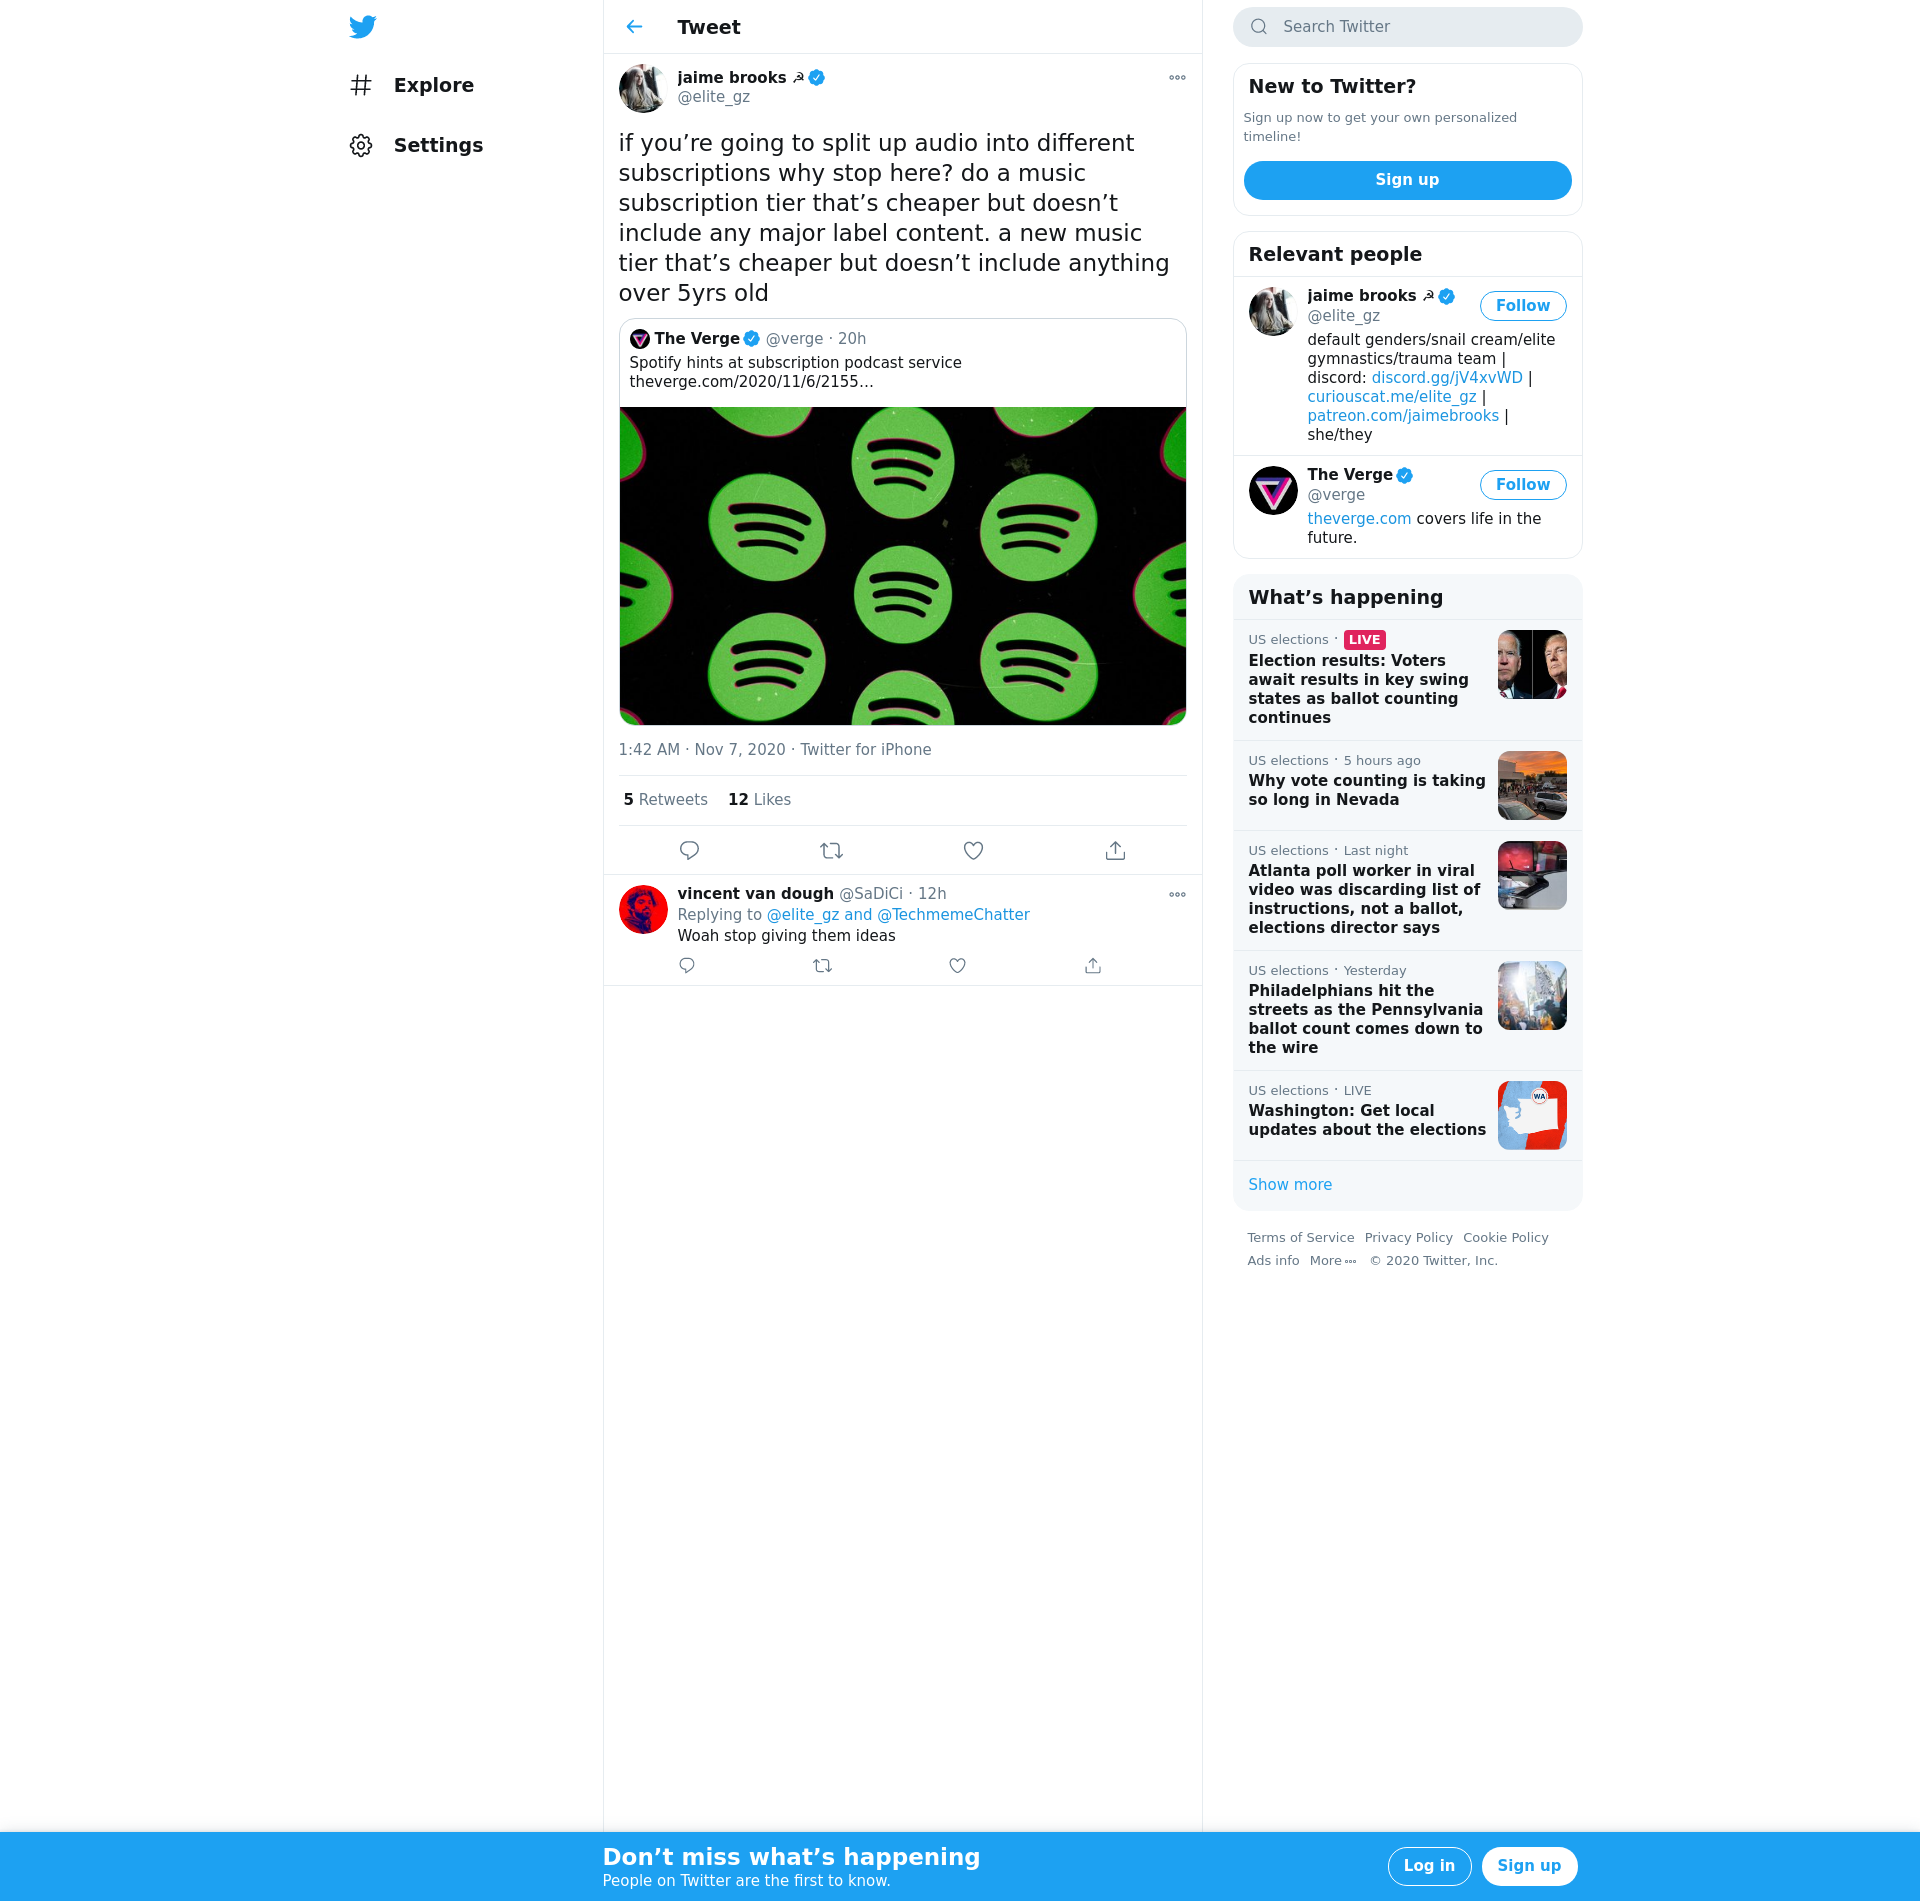 Explore
Settings
Tweet
jaime brooks ☭
@elite_gz
if you’re going to split up audio into different
subscriptions why stop here? do a music
subscription tier that’s cheaper but doesn’t
include any major label content. a new music
tier that’s cheaper but doesn’t include anything
over 5yrs old
The Verge @verge · 20h
Spotify hints at subscription podcast service
theverge.com/2020/11/6/2155…
1:42 AM · Nov 7, 2020 · Twitter for iPhone
5 Retweets 12 Likes
vincent van dough @SaDiCi · 12h
Replying to @elite_gz and @TechmemeChatter
Woah stop giving them ideas
Search Twitter
New to Twitter?
Sign up now to get your own personalized
timeline!
Sign up
Relevant people
jaime brooks ☭
@elite_gz
Follow
default genders/snail cream/elite
gymnastics/trauma team |
discord: discord.gg/jV4xvWD |
curiouscat.me/elite_gz |
patreon.com/jaimebrooks |
she/they
The Verge
@verge
Follow
theverge.com covers life in the
future.
What’s happening
US elections · LIVE
Election results: Voters
await results in key swing
states as ballot counting
continues
US elections · 5 hours ago
Why vote counting is taking
so long in Nevada
US elections · Last night
Atlanta poll worker in viral
video was discarding list of
instructions, not a ballot,
elections director says
US elections · Yesterday
Philadelphians hit the
streets as the Pennsylvania
ballot count comes down to
the wire
US elections · LIVE
Washington: Get local
updates about the elections
WA
Show more
Terms of Service Privacy Policy Cookie Policy
Ads info More © 2020 Twitter, Inc.
Don’t miss what’s happening
People on Twitter are the first to know.
Log in
Sign up